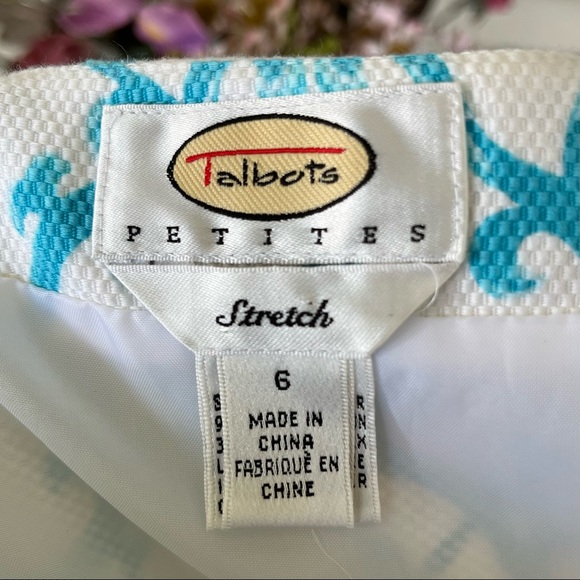 Talbots
PETITES
Stretch
6
MADE IN
CHINA
FABRIQUÉ EN
CHINE